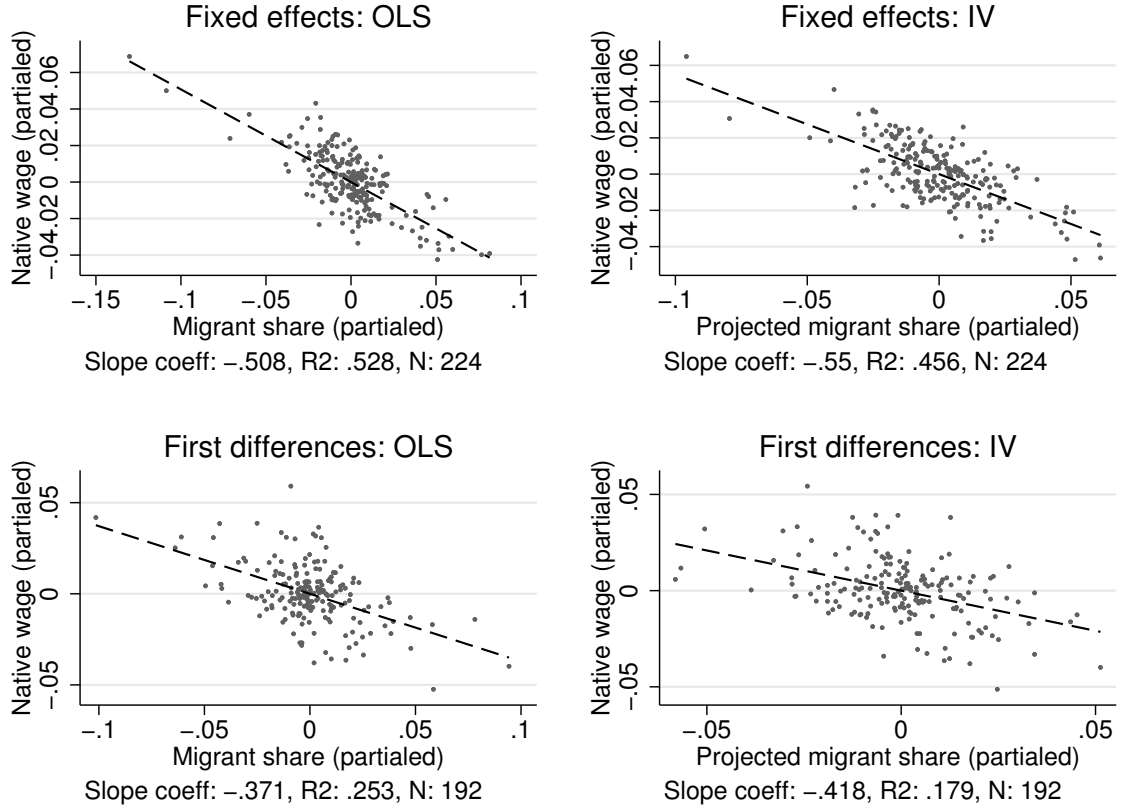 Fixed effects: OLS
Native wage (partialed)
-.04 -.02 0 .02 .04 .06
-.15 -.1 -.05 0 .05 .1
Migrant share (partialed)
Slope coeff: -.508, R2: .528, N: 224
Fixed effects: IV
Native wage (partialed)
-.04 -.02 0 .02 .04 .06
-.1 -.05 0 .05
Projected migrant share (partialed)
Slope coeff: -.55, R2: .456, N: 224
First differences: OLS
Native wage (partialed)
-.05 0 .05
-.1 -.05 0 .05 .1
Migrant share (partialed)
Slope coeff: -.371, R2: .253, N: 192
First differences: IV
Native wage (partialed)
-.05 0 .05
-.05 0 .05
Projected migrant share (partialed)
Slope coeff: -.418, R2: .179, N: 192